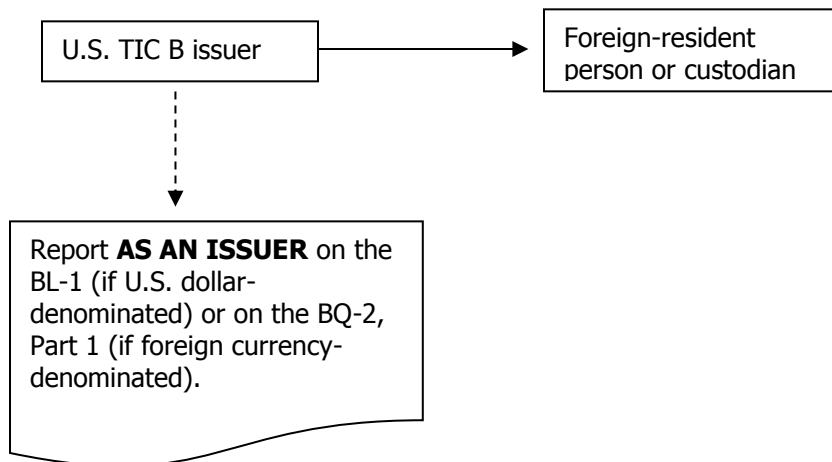 U.S. TIC B issuer
Foreign-resident
person or custodian
Report AS AN ISSUER on the
BL-1 (if U.S. dollar-
denominated) or on the BQ-2,
Part 1 (if foreign currency-
denominated).